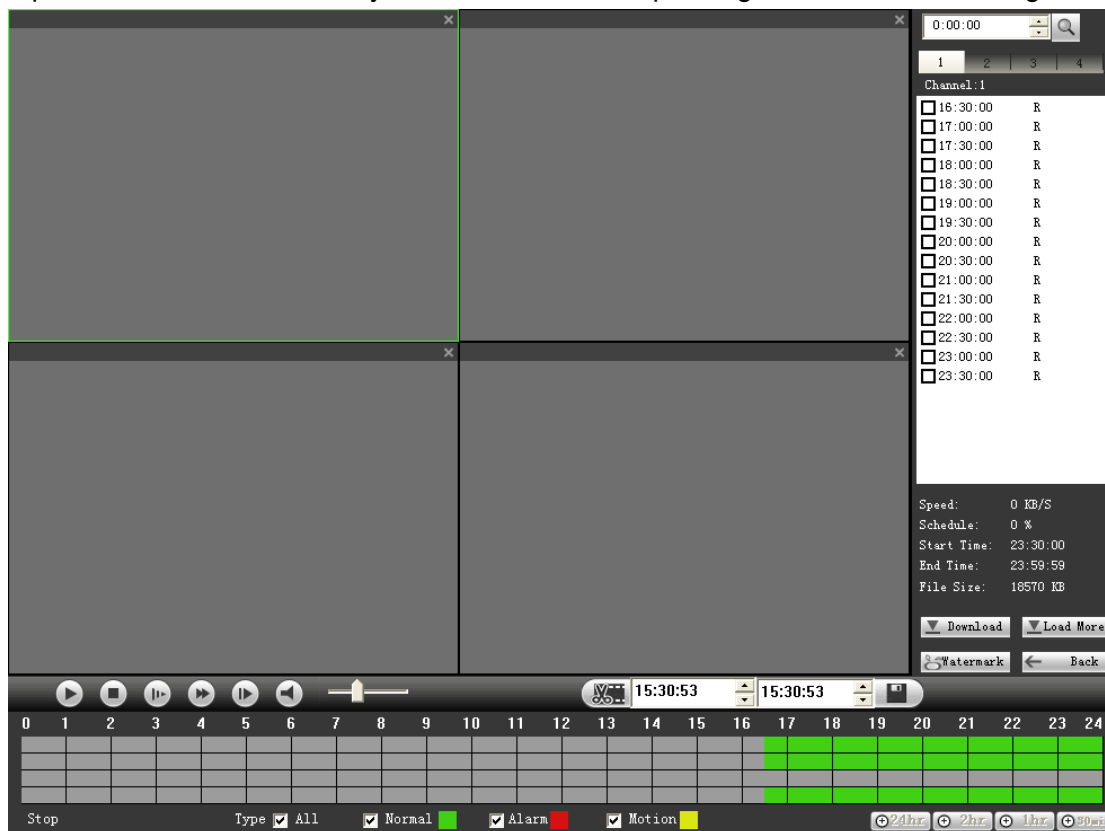 0:00:00
1 2 3 4
Channel:1
16:30:00 R
17:00:00 R
17:30:00 R
18:00:00 R
18:30:00 R
19:00:00 R
19:30:00 R
20:00:00 R
20:30:00 R
21:00:00 R
21:30:00 R
22:00:00 R
22:30:00 R
23:00:00 R
23:30:00 R
Speed: 0 KB/S
Schedule: 0 %
Start Time: 23:30:00
End Time: 23:59:59
File Size: 18570 KB
Download Load More
Watermark Back
15:30:53 15:30:53
0 1 2 3 4 5 6 7 8 9 10 11 12 13 14 15 16 17 18 19 20 21 22 23 24
Stop Type All Normal Alarm Motion 24hr 2hr 1hr 30min